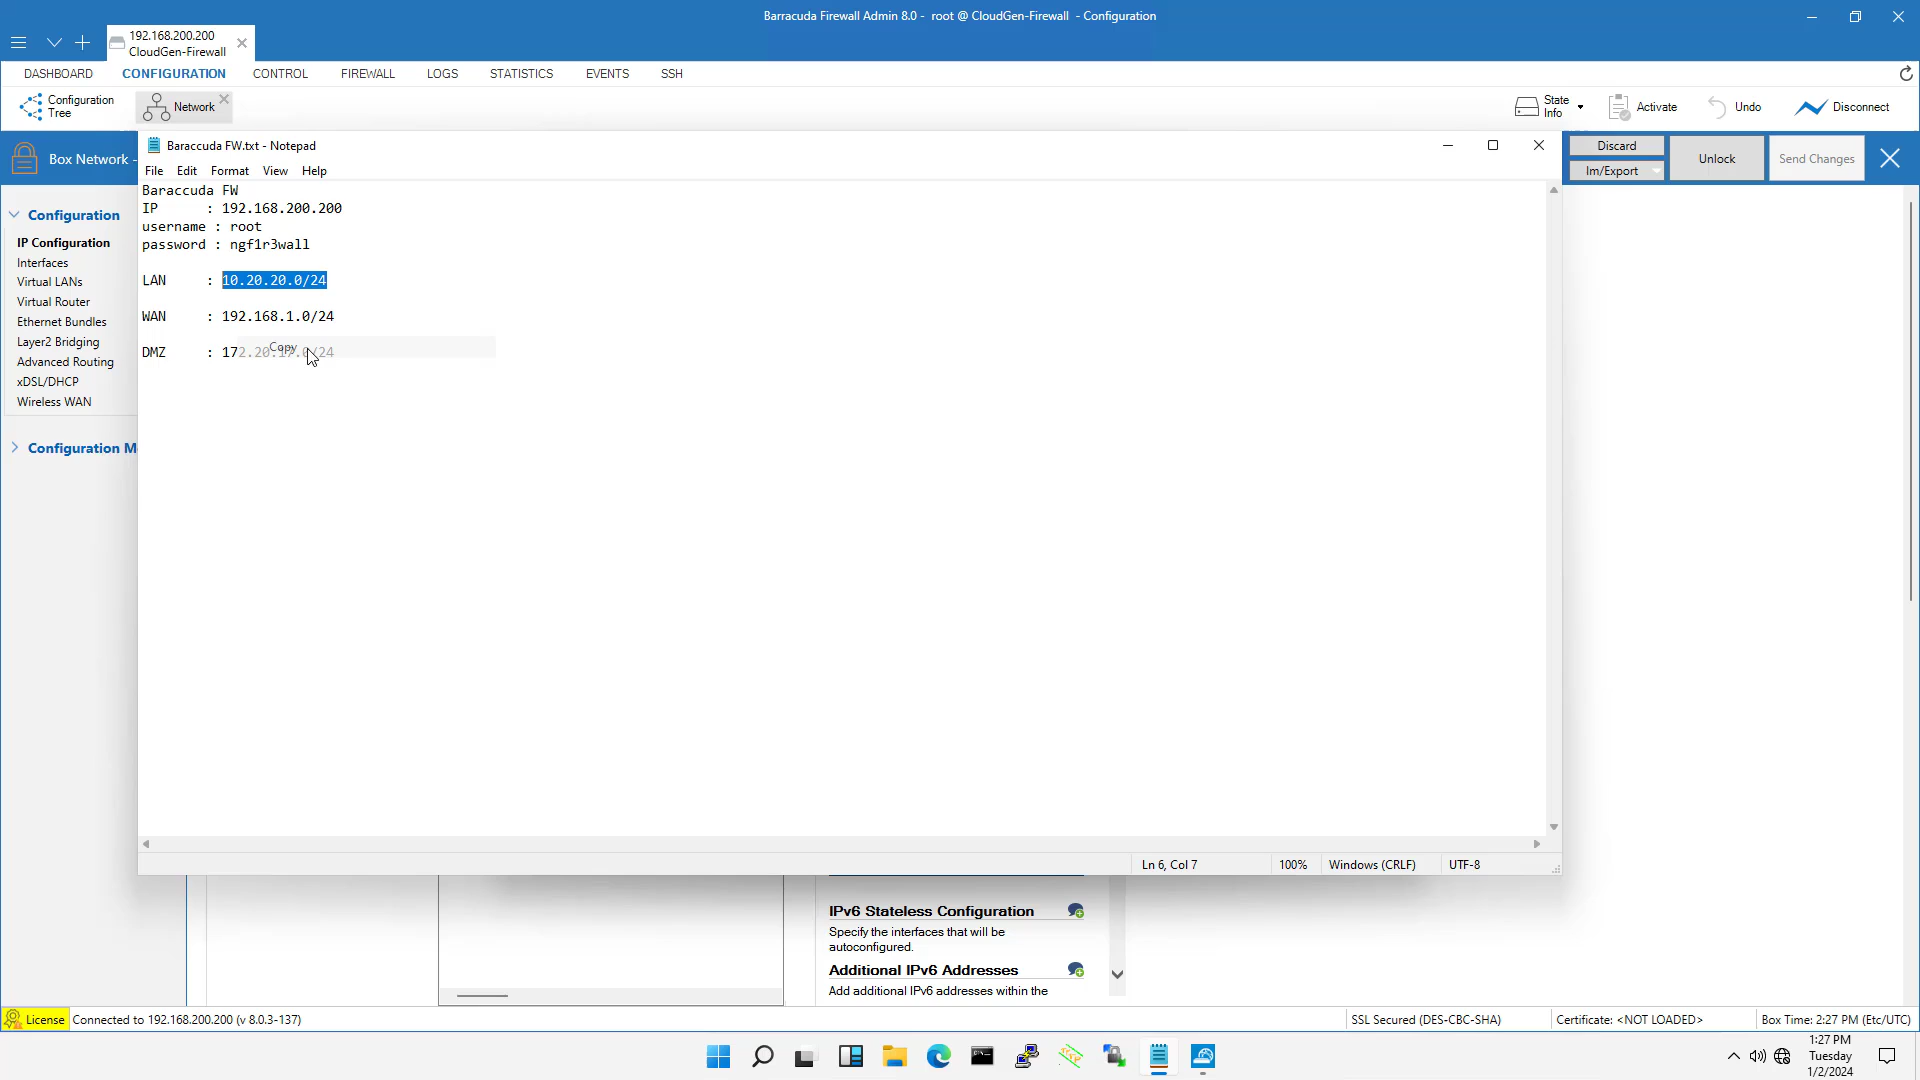 Barracuda Firewall Admin 8.0 - root @ CloudGen-Firewall - Configuration
192.168.200.200
CloudGen-Firewall
DASHBOARD CONFIGURATION CONTROL FIREWALL LOGS STATISTICS EVENTS SSH
Configuration
Tree
Network
State
Info
Activate
Undo
Disconnect
Box Network -
Baraccuda FW.txt - Notepad
Discard
Im/Export
Unlock
Send Changes
File Edit Format View Help
Baraccuda FW
IP : 192.168.200.200
username : root
password : ngf1r3wall
LAN : 10.20.20.0/24
WAN : 192.168.1.0/24
DMZ : 172.20.17.0/24
Copy
Configuration
IP Configuration
Interfaces
Virtual LANs
Virtual Router
Ethernet Bundles
Layer2 Bridging
Advanced Routing
xDSL/DHCP
Wireless WAN
Configuration M
Ln 6, Col 7
100%
Windows (CRLF)
UTF-8
IPv6 Stateless Configuration
Specify the interfaces that will be
autoconfigured.
Additional IPv6 Addresses
Add additional IPv6 addresses within the
License
Connected to 192.168.200.200 (v 8.0.3-137)
SSL Secured (DES-CBC-SHA)
Certificate: <NOT LOADED>
Box Time: 2:27 PM (Etc/UTC)
1:27 PM
Tuesday
1/2/2024